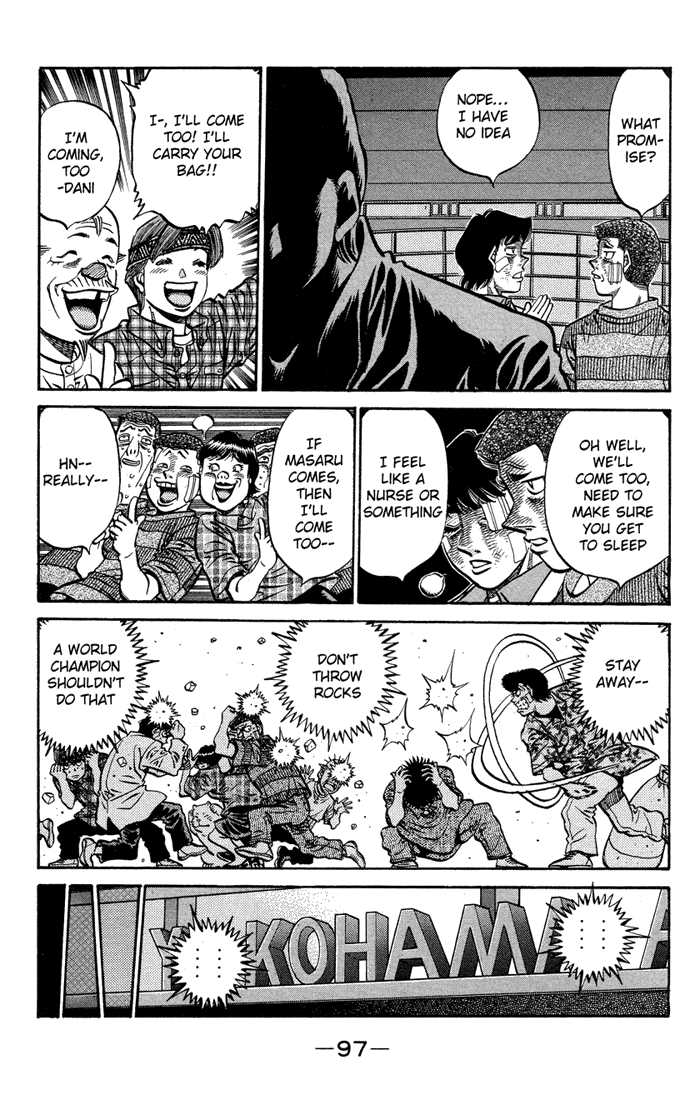 WHAT
PROM-
ISE?
NOPE...
I HAVE
NO IDEA
I-, I'LL COME
TOO! I'LL
CARRY YOUR
BAG!!
I'M
COMING,
TOO
-DANI
OH WELL,
WE'LL
COME TOO,
NEED TO
MAKE SURE
YOU GET
TO SLEEP
I FEEL
LIKE A
NURSE OR
SOMETHING
IF
MASARU
COMES,
THEN
I'LL
COME
TOO--
HN--
REALLY--
STAY
AWAY--
DON'T
THROW
ROCKS
A WORLD
CHAMPION
SHOULDN'T
DO THAT
YOKOHAMA
...
...
...
...
—97—